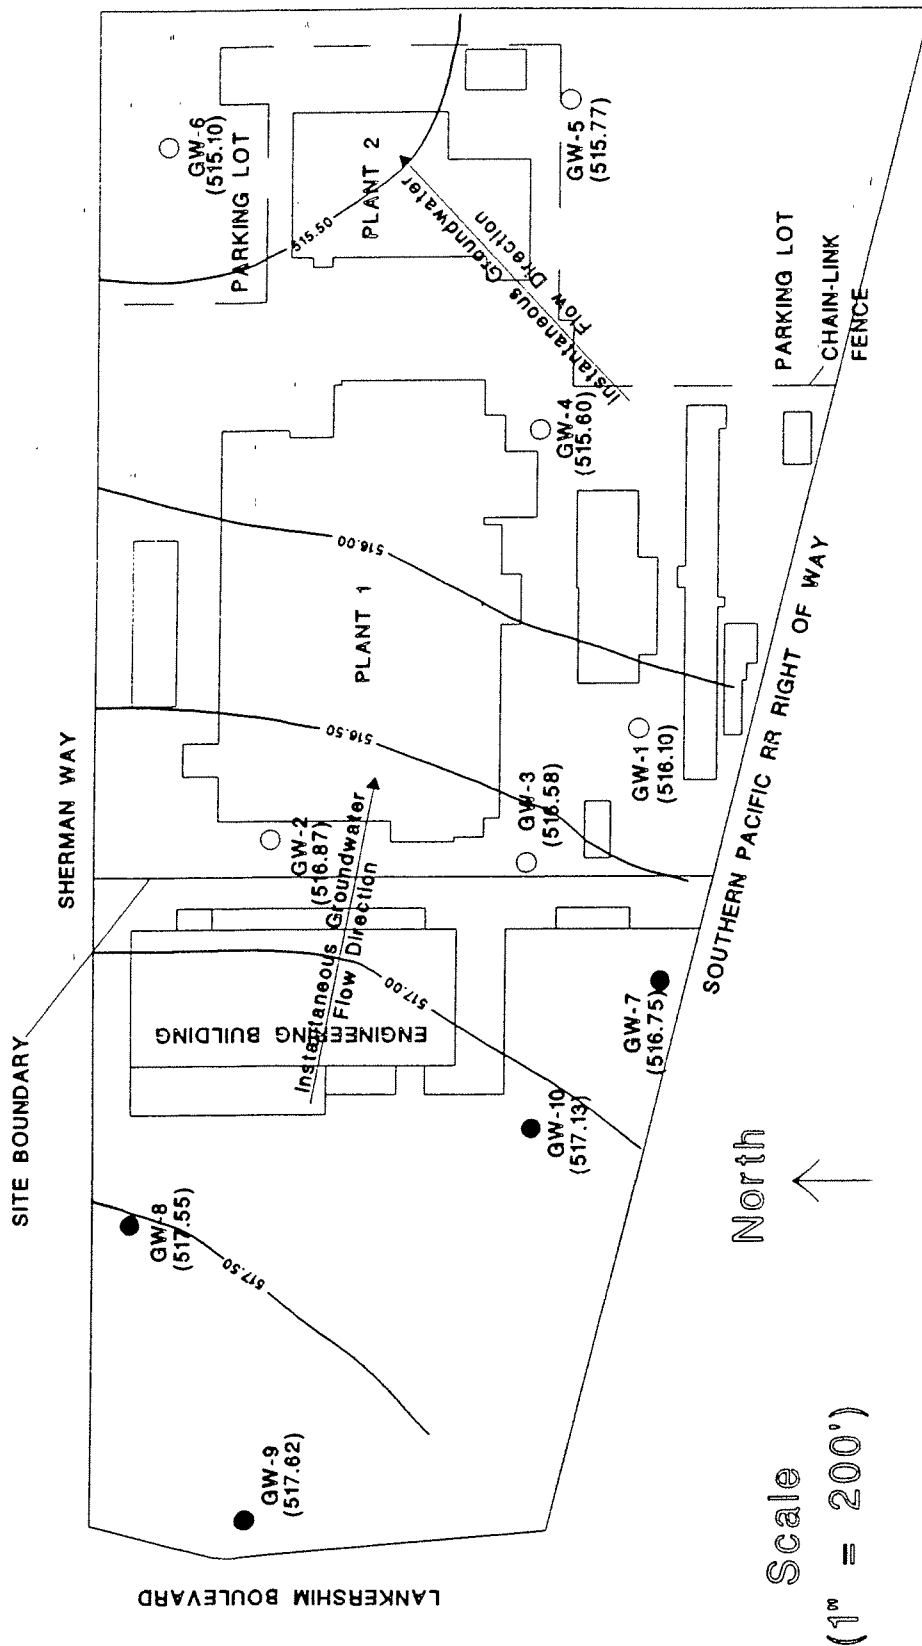 SITE BOUNDARY
SHERMAN WAY
LANKERSHIM BOULEVARD
GW-9
(517.62)
GW-8
(517.55)
517.50
GW-10
(517.13)
GW-7
(516.75)
517.00
ENGINEERING BUILDING
Instantaneous Groundwater
Flow Direction
GW-2
(516.87)
GW-3
(516.58)
GW-1
(516.10)
516.50
PLANT 1
516.00
GW-4
(515.60)
Instantaneous Groundwater
Flow Direction
PLANT 2
315.50
PARKING LOT
GW-6
(515.10)
GW-5
(515.77)
PARKING LOT
CHAIN-LINK
FENCE
SOUTHERN PACIFIC RR RIGHT OF WAY
North
Scale
(1" = 200')